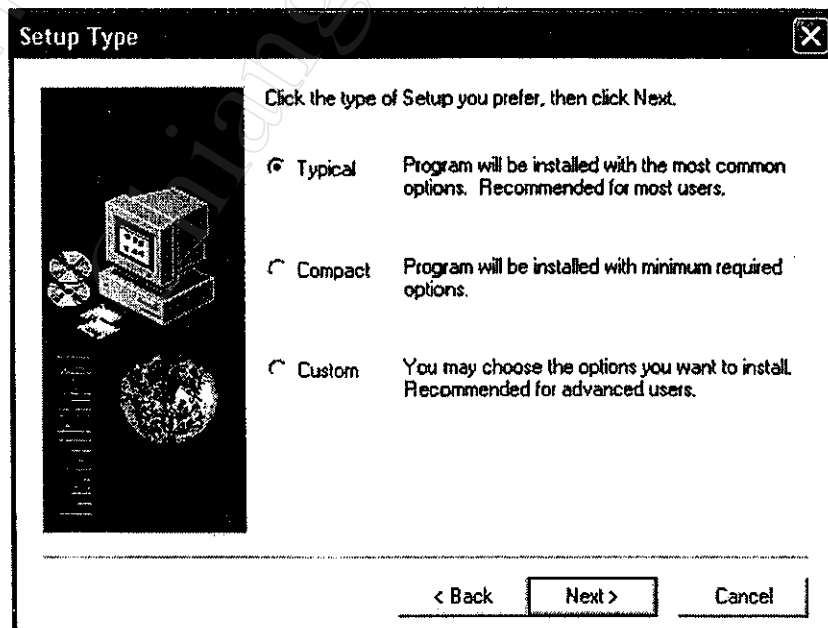 Setup Type
Click the type of Setup you prefer, then click Next.
Typical
Program will be installed with the most common
options. Recommended for most users.
Compact
Program will be installed with minimum required
options.
Custom
You may choose the options you want to install.
Recommended for advanced users.
< Back
Next >
Cancel